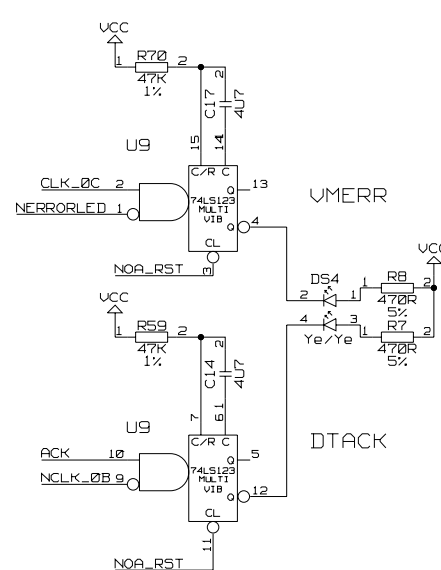 VCC
1 R70 2
47K
1%
2
C17
4U7
15
14
U9
C/R C
Q 13
CLK_0C 2
74LS123
MULTI
VIB
NERRORLED 1
Q 4
CL
3
NOA_RST
VMERR
VCC
DS4
2 1
1 R8 2
470R
5%
4 3
Ye/Ye
1 R7 2
470R
5%
VCC
1 R59 2
47K
1%
2
C14
4U7
7
6 1
U9
C/R C
Q 5
DTACK
ACK 10
74LS123
MULTI
VIB
NCLK_0B 9
Q 12
CL
11
NOA_RST